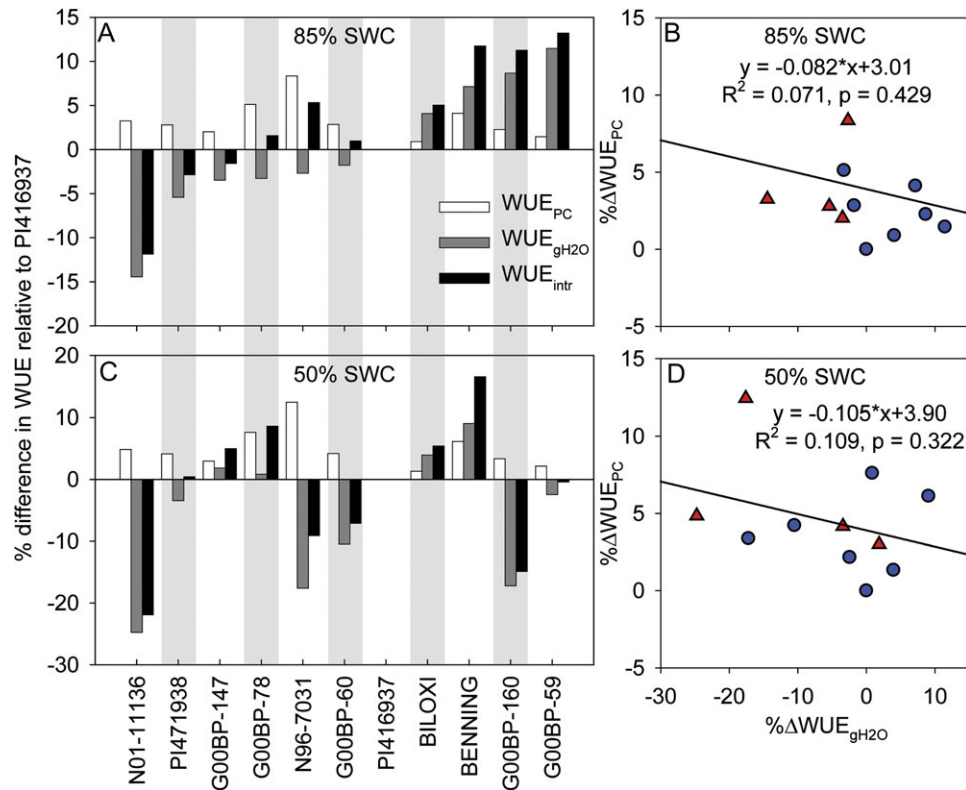 A
85% SWC
15
10
5
0
-5
-10
-15
-20
WUE_PC
WUE_gH2O
WUE_intr
% difference in WUE relative to PI416937
B
85% SWC
y = -0.082*x+3.01
R² = 0.071, p = 0.429
15
10
5
0
-5
%ΔWUE_PC
C
50% SWC
20
10
0
-10
-20
-30
N01-11136
PI471938
G00BP-147
G00BP-78
N96-7031
G00BP-60
PI416937
BILOXI
BENNING
G00BP-160
G00BP-59
D
50% SWC
y = -0.105*x+3.90
R² = 0.109, p = 0.322
15
10
5
0
-5
%ΔWUE_PC
-30 -20 -10 0 10
%ΔWUE_gH2O